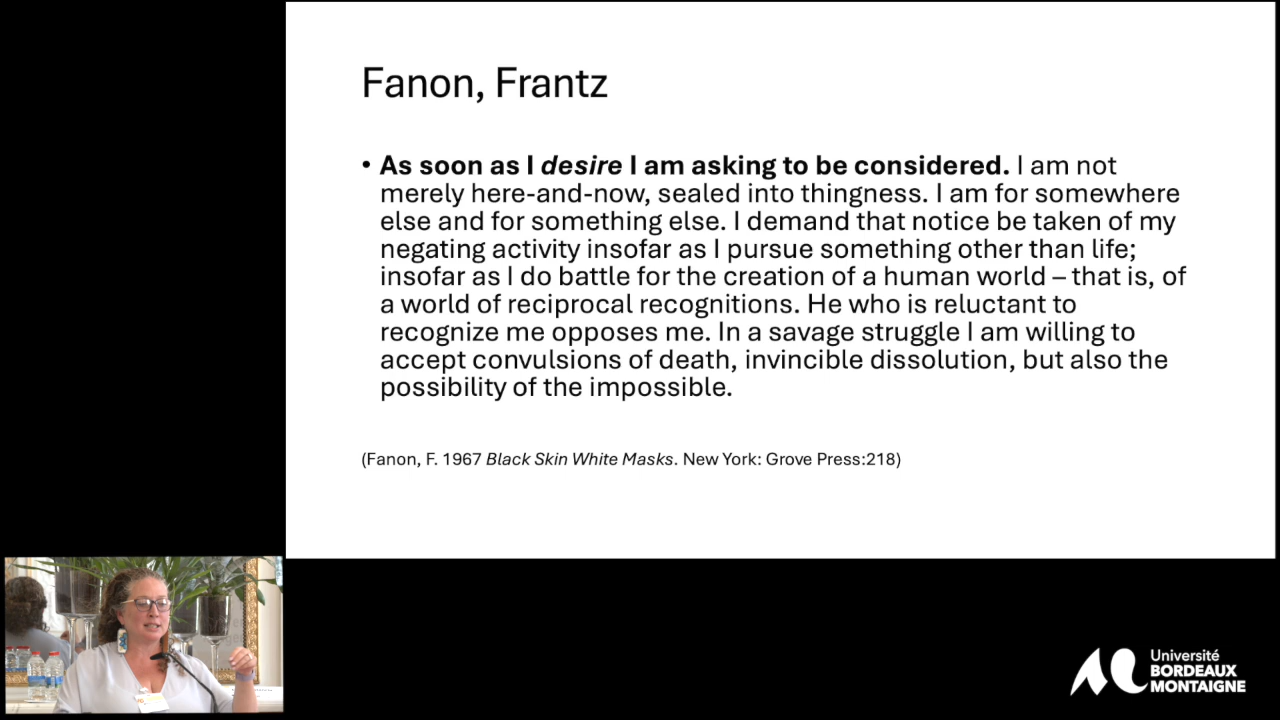 Fanon, Frantz
• As soon as I desire I am asking to be considered. I am not
merely here-and-now, sealed into thingness. I am for somewhere
else and for something else. I demand that notice be taken of my
negating activity insofar as I pursue something other than life;
insofar as I do battle for the creation of a human world – that is, of
a world of reciprocal recognitions. He who is reluctant to
recognize me opposes me. In a savage struggle I am willing to
accept convulsions of death, invincible dissolution, but also the
possibility of the impossible.
(Fanon, F. 1967 Black Skin White Masks. New York: Grove Press:218)
Université
BORDEAUX
MONTAIGNE